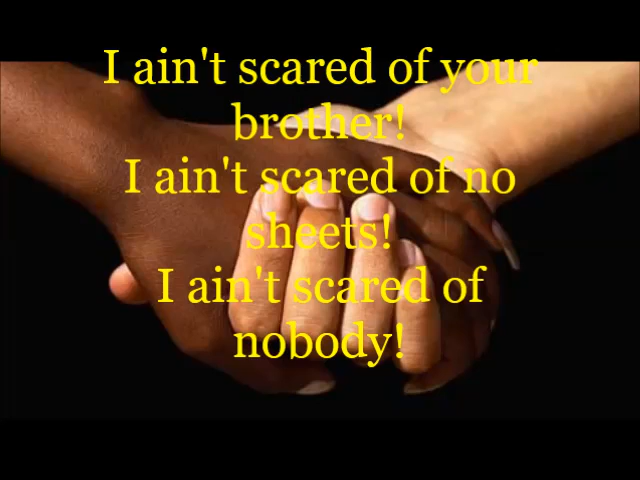 I ain't scared of your
brother!
I ain't scared of no
sheets!
I ain't scared of
nobody!